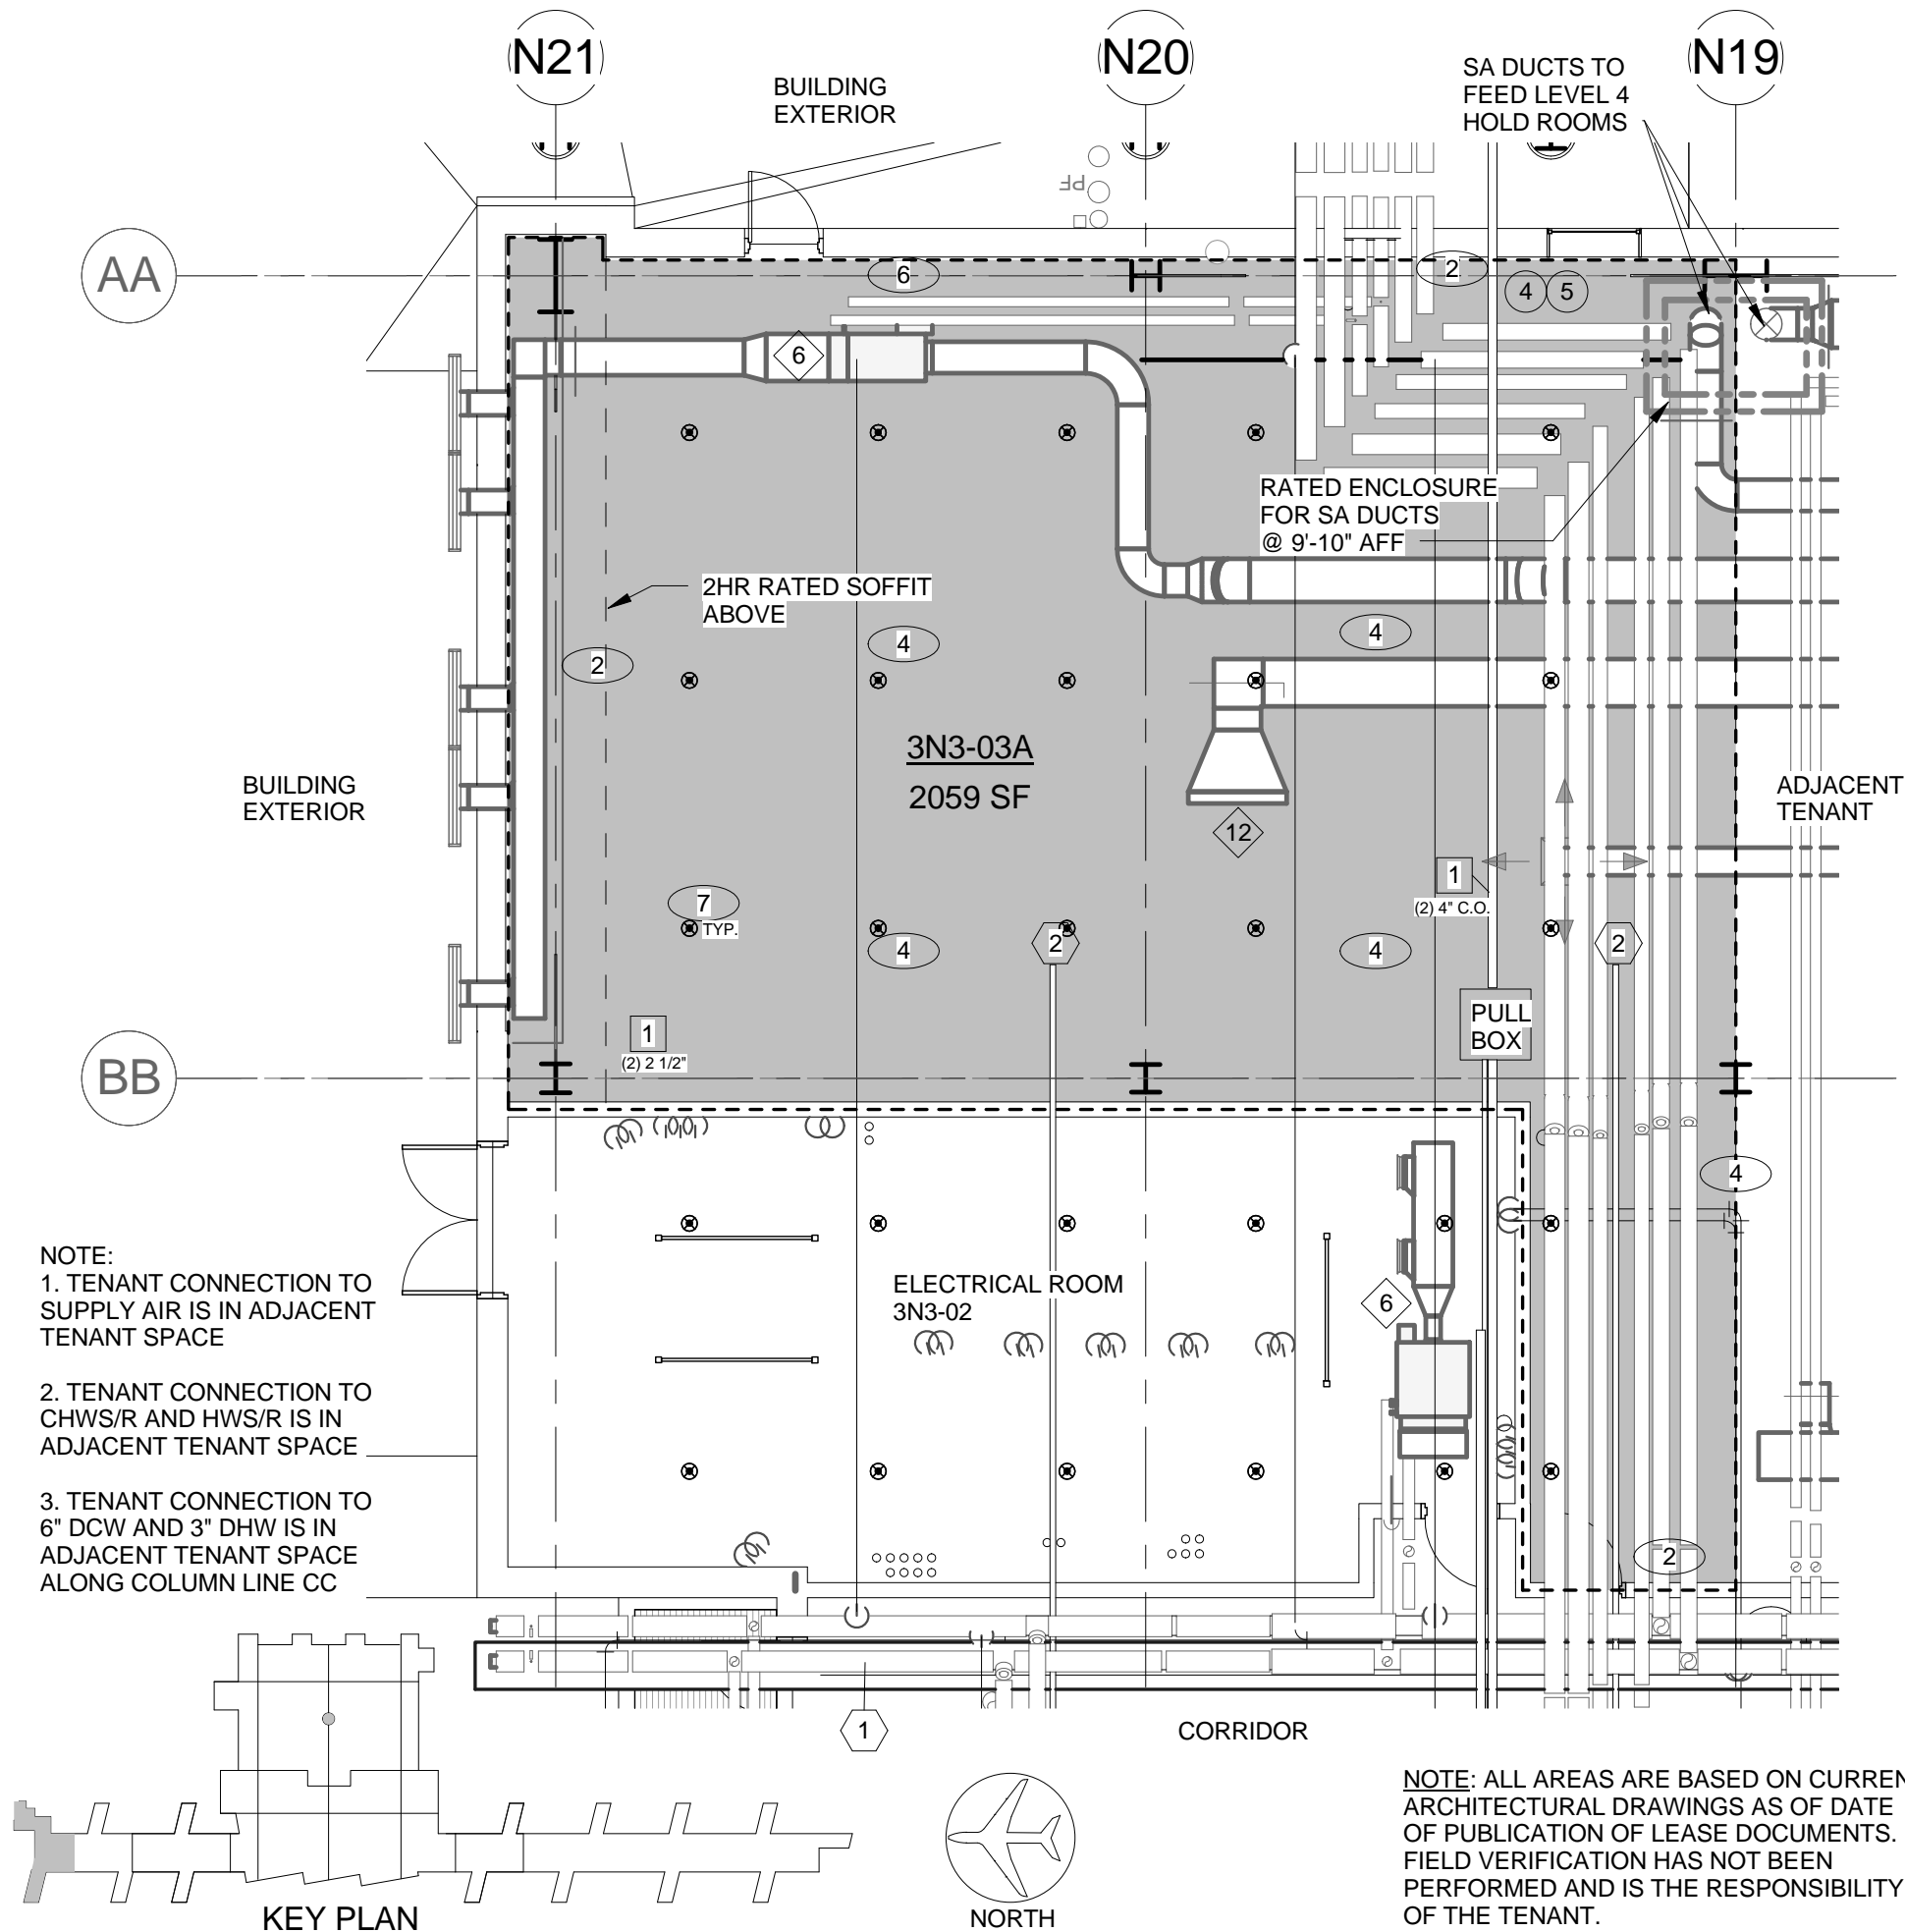 N21
N20
N19
BUILDING
EXTERIOR
SA DUCTS TO
FEED LEVEL 4
HOLD ROOMS
PF
AA
6
2
4
5
6
RATED ENCLOSURE
FOR SA DUCTS
@ 9'-10" AFF
2HR RATED SOFFIT
ABOVE
2
4
4
3N3-03A
2059 SF
BUILDING
EXTERIOR
ADJACENT
TENANT
12
1
(2) 4" C.O.
7
TYP.
4
2
4
2
PULL
BOX
1
(2) 2 1/2"
BB
4
NOTE:
1. TENANT CONNECTION TO
SUPPLY AIR IS IN ADJACENT
TENANT SPACE
2. TENANT CONNECTION TO
CHWS/R AND HWS/R IS IN
ADJACENT TENANT SPACE
3. TENANT CONNECTION TO
6" DCW AND 3" DHW IS IN
ADJACENT TENANT SPACE
ALONG COLUMN LINE CC
ELECTRICAL ROOM
3N3-02
6
2
1
CORRIDOR
KEY PLAN
NORTH
NOTE: ALL AREAS ARE BASED ON CURREN
ARCHITECTURAL DRAWINGS AS OF DATE
OF PUBLICATION OF LEASE DOCUMENTS.
FIELD VERIFICATION HAS NOT BEEN
PERFORMED AND IS THE RESPONSIBILITY
OF THE TENANT.